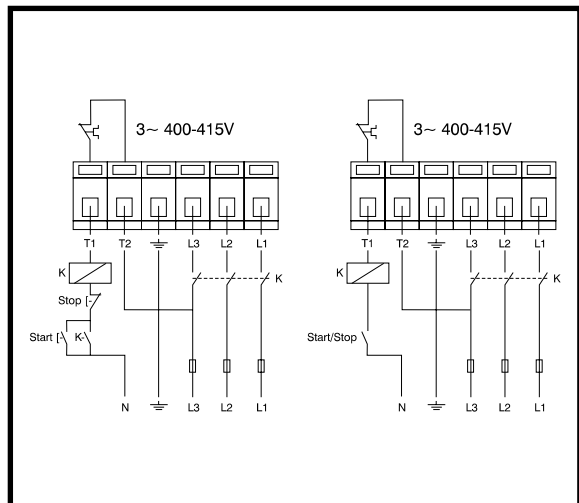 3~ 400-415V
T1 T2 L3 L2 L1
K
K
Stop
Start
K
N L3 L2 L1
3~ 400-415V
T1 T2 L3 L2 L1
K
K
Start/Stop
N L3 L2 L1